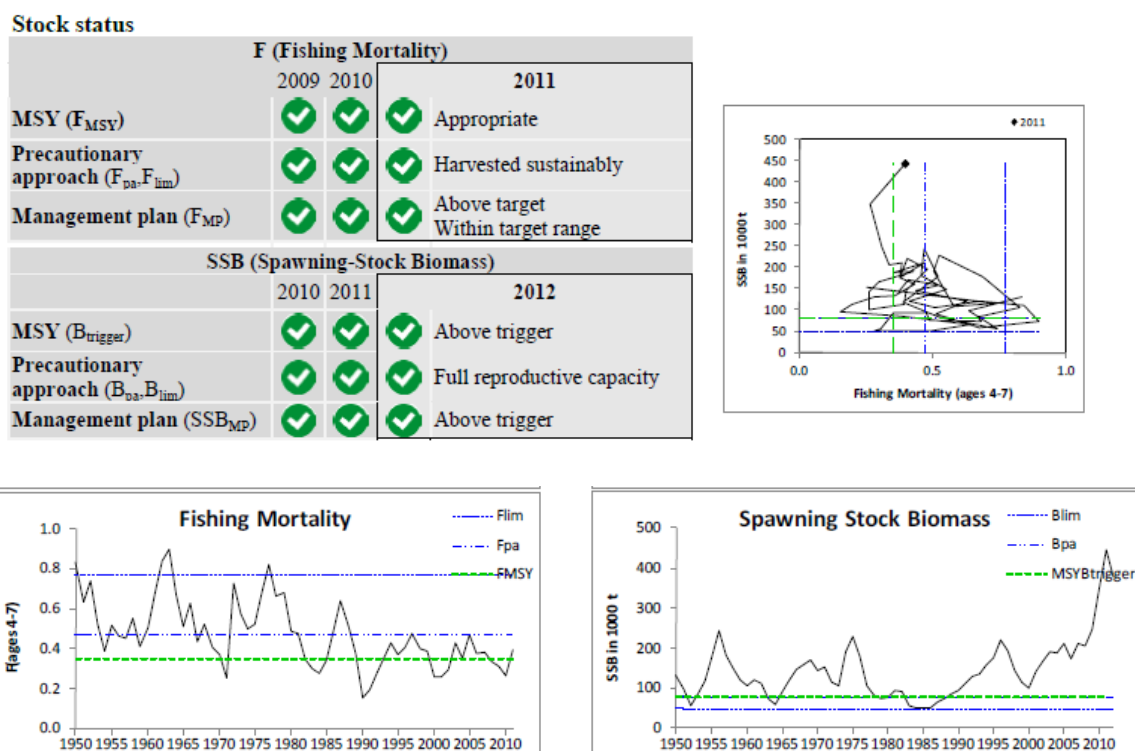 Stock status
F (Fishing Mortality)
2009 2010 2011
MSY (FMSY) Appropriate
Precautionary
approach (Fpa,Flim) Harvested sustainably
Management plan (FMP) Above target
Within target range
SSB (Spawning-Stock Biomass)
2010 2011 2012
MSY (Btrigger) Above trigger
Precautionary
approach (Bpa,Blim) Full reproductive capacity
Management plan (SSBMP) Above trigger
2011
SSB in 1000 t
500
450
400
350
300
250
200
150
100
50
0
0.0 0.5 1.0
Fishing Mortality (ages 4-7)
Fishing Mortality
Flim
Fpa
FMSY
F(ages 4-7)
1.0
0.8
0.6
0.4
0.2
0.0
1950 1955 1960 1965 1970 1975 1980 1985 1990 1995 2000 2005 2010
Spawning Stock Biomass
Blim
Bpa
MSYBtrigger
SSB in 1000 t
500
400
300
200
100
0
1950 1955 1960 1965 1970 1975 1980 1985 1990 1995 2000 2005 2010